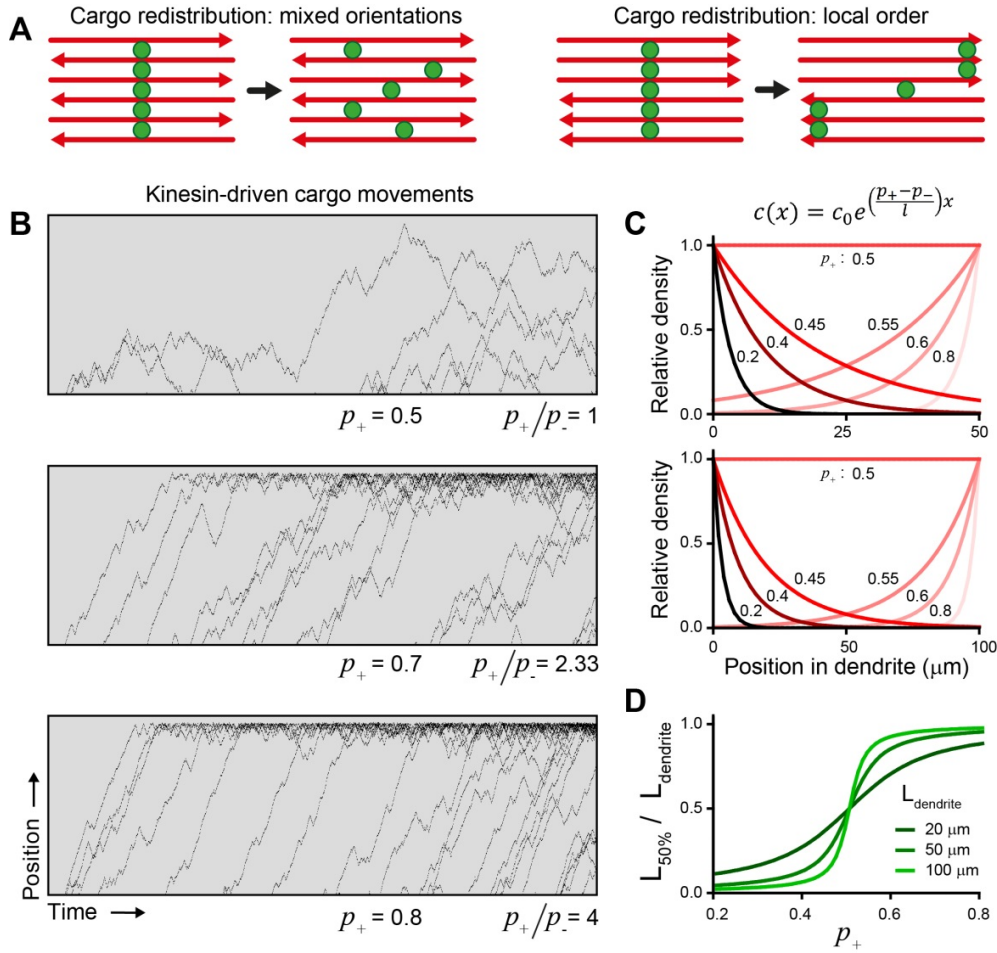 A
Cargo redistribution: mixed orientations
Cargo redistribution: local order
B
Kinesin-driven cargo movements
p₊ = 0.5 p₊/p₋ = 1
p₊ = 0.7 p₊/p₋ = 2.33
p₊ = 0.8 p₊/p₋ = 4
Position
Time
C
c(x) = c₀e^((p₊−p₋)/l)x
Relative density
1.0
0.5
0.0
p₊: 0.5
0.45
0.55
0.4
0.6
0.2
0.8
0 25 50
Relative density
1.0
0.5
0.0
p₊: 0.5
0.45
0.55
0.4
0.6
0.2
0.8
0 50 100
Position in dendrite (μm)
D
L50% / Ldendrite
1.0
0.5
0.0
Ldendrite
20 μm
50 μm
100 μm
0.2 0.4 0.6 0.8
p₊